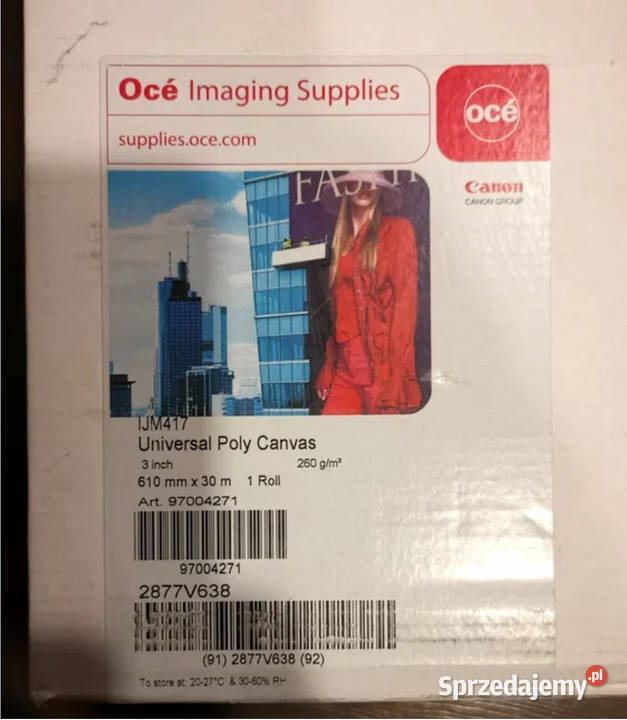 Océ Imaging Supplies
supplies.oce.com
océ
Canon
CANON GROUP
FASHI
IJM417
Universal Poly Canvas
3 inch 260 g/m²
610 mm x 30 m 1 Roll
Art. 97004271
97004271
2877V638
(91) 2877V638 (92)
To store at: 20-27°C & 30-60% RH
Sprzedajemy.pl